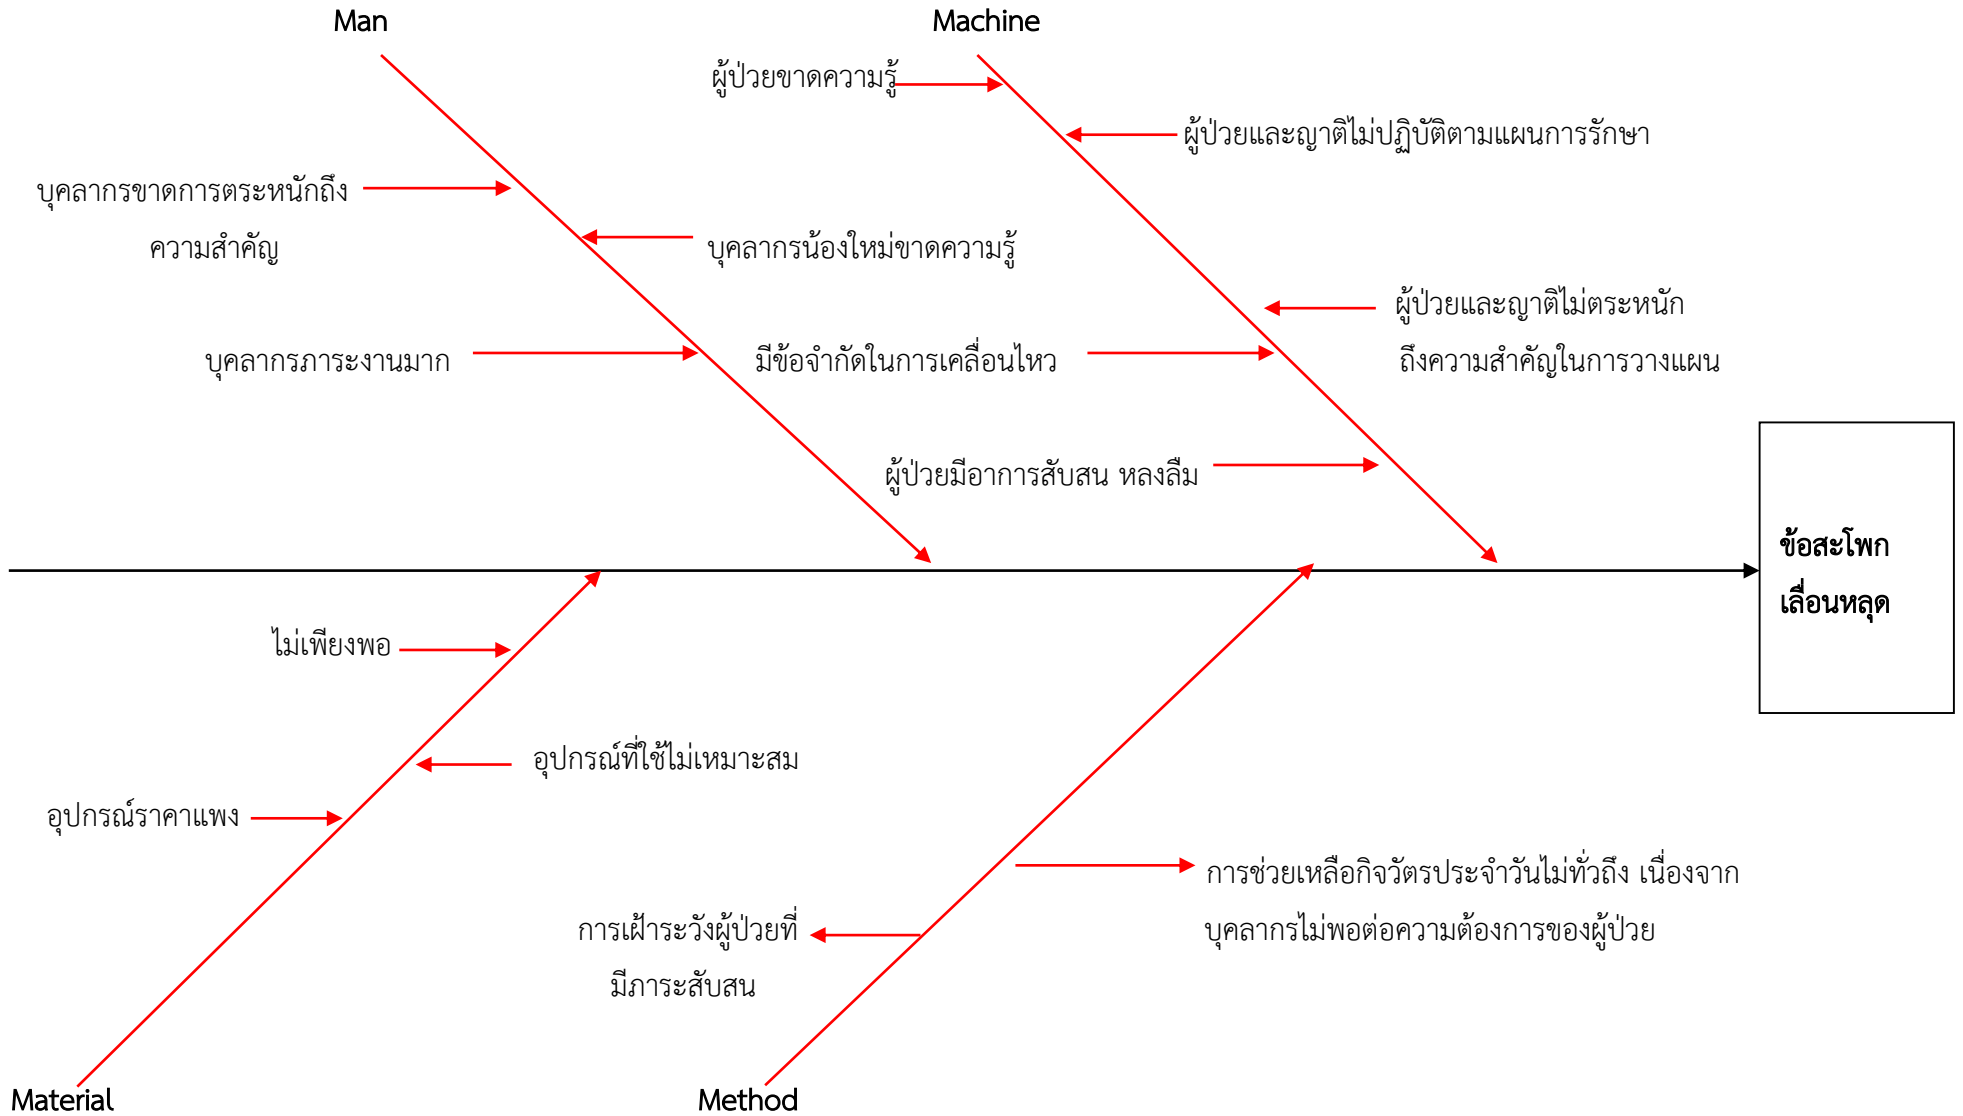 Man
Machine
ผู้ป่วยขาดความรู้
ผู้ป่วยและญาติไม่ปฏิบัติตามแผนการรักษา
บุคลากรขาดการตระหนักถึง
ความสำคัญ
บุคลากรน้องใหม่ขาดความรู้
ผู้ป่วยและญาติไม่ตระหนัก
ถึงความสำคัญในการวางแผน
บุคลากรภาระงานมาก
มีข้อจำกัดในการเคลื่อนไหว
ผู้ป่วยมีอาการสับสน หลงลืม
ข้อสะโพก
เลื่อนหลุด
ไม่เพียงพอ
อุปกรณ์ที่ใช้ไม่เหมาะสม
อุปกรณ์ราคาแพง
การช่วยเหลือกิจวัตรประจำวันไม่ทั่วถึง เนื่องจาก
บุคลากรไม่พอต่อความต้องการของผู้ป่วย
การเฝ้าระวังผู้ป่วยที่
มีภาระสับสน
Material
Method